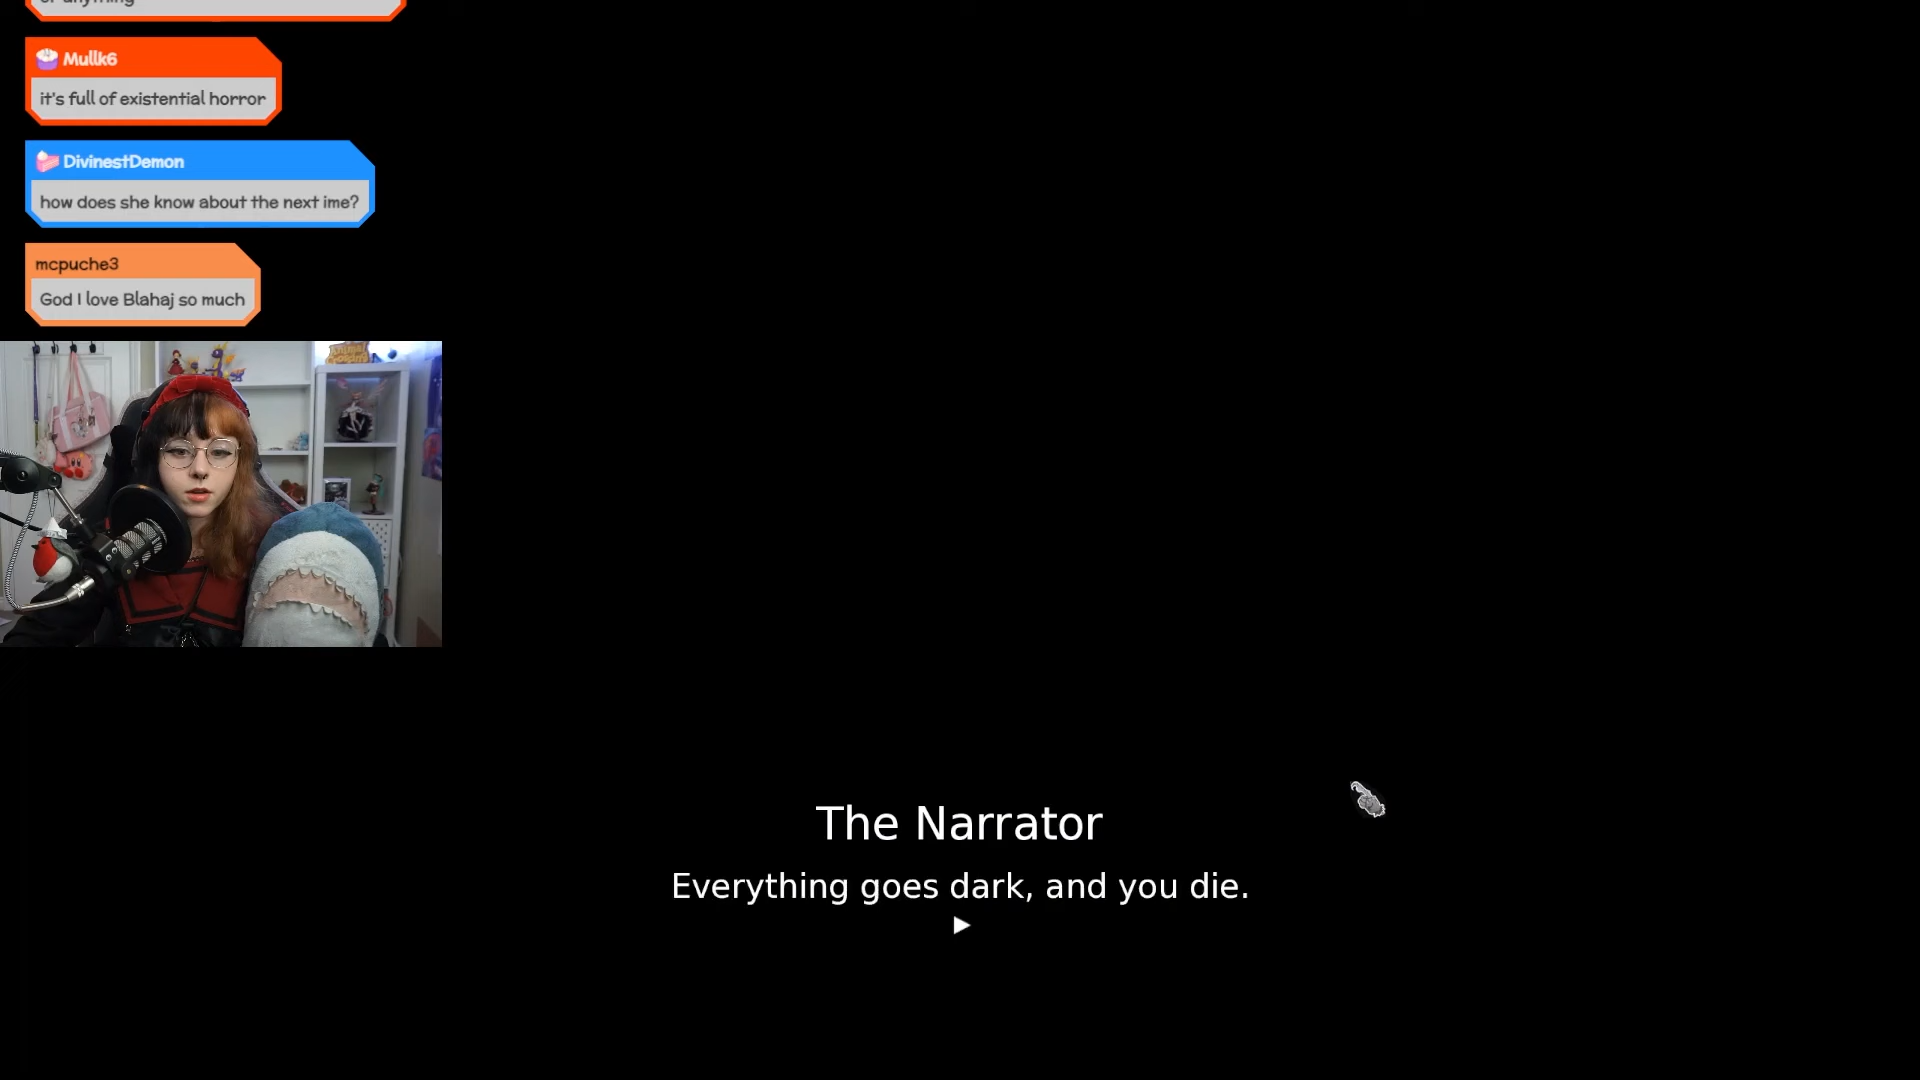 Mullk6
it's full of existential horror
DivinestDemon
how does she know about the next ime?
mcpuche3
God I love Blahaj so much
The Narrator
Everything goes dark, and you die.